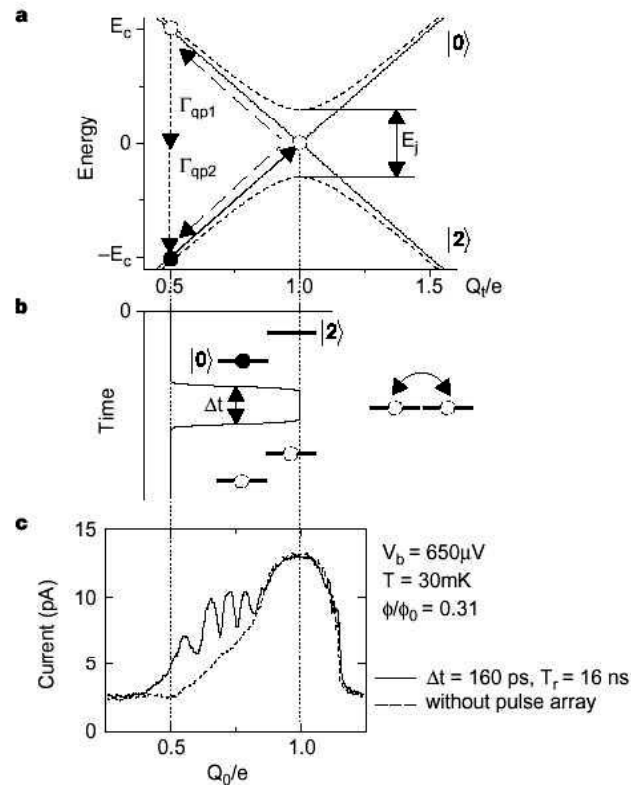 a
E_c
|0⟩
Γ_qp1
Energy
0
E_j
Γ_qp2
|2⟩
–E_c
0.5
1.0
1.5
Q_t/e
b
0
|2⟩
|0⟩
Time
Δt
c
15
V_b = 650μV
T = 30mK
10
ϕ/ϕ_0 = 0.31
Current (pA)
5
Δt = 160 ps, T_r = 16 ns
without pulse array
0
0.5
1.0
Q_0/e